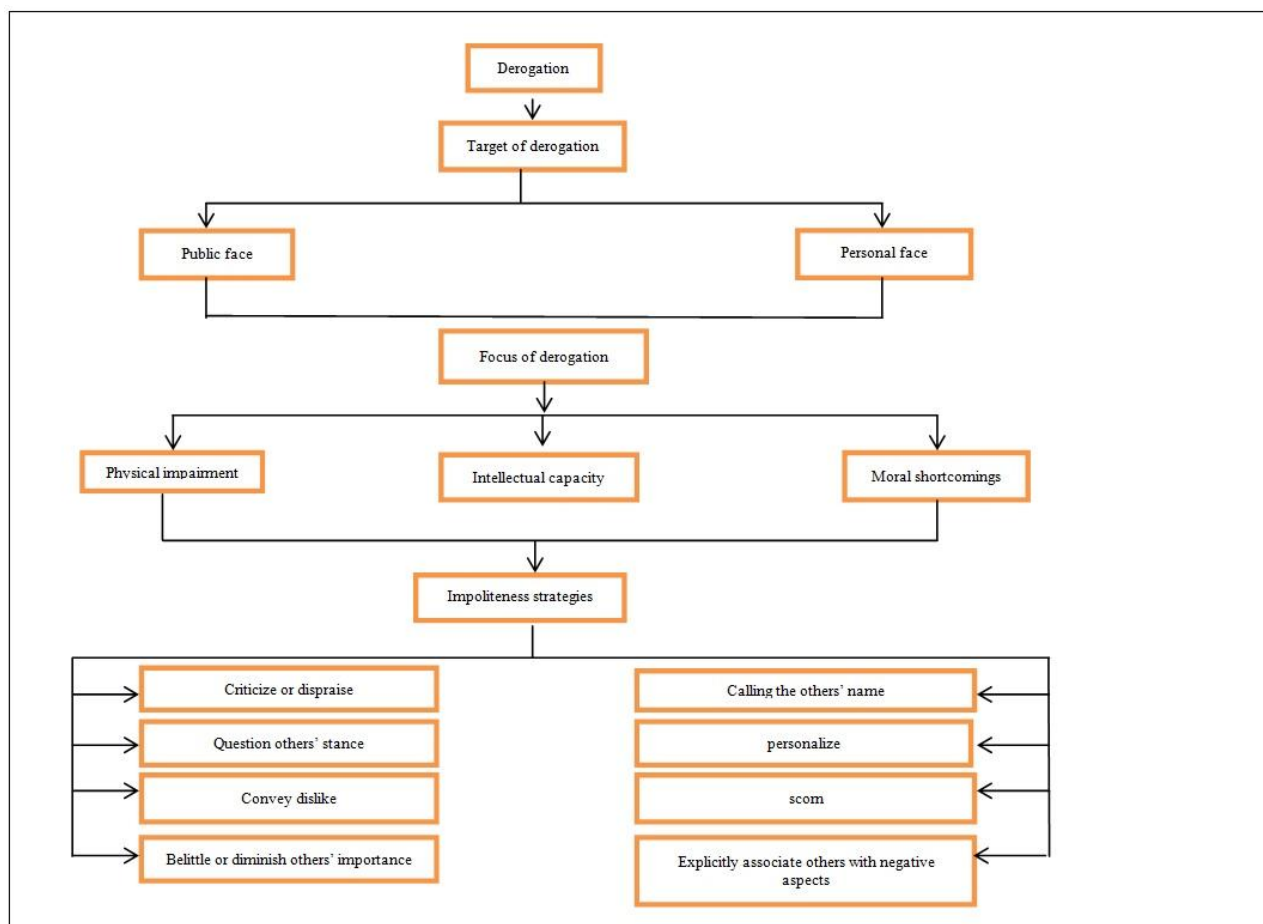 Derogation
Target of derogation
Public face
Personal face
Focus of derogation
Physical impairment
Intellectual capacity
Moral shortcomings
Impoliteness strategies
Criticize or dispraise
Calling the others’ name
Question others’ stance
personalize
Convey dislike
scorn
Belittle or diminish others’ importance
Explicitly associate others with negative
aspects